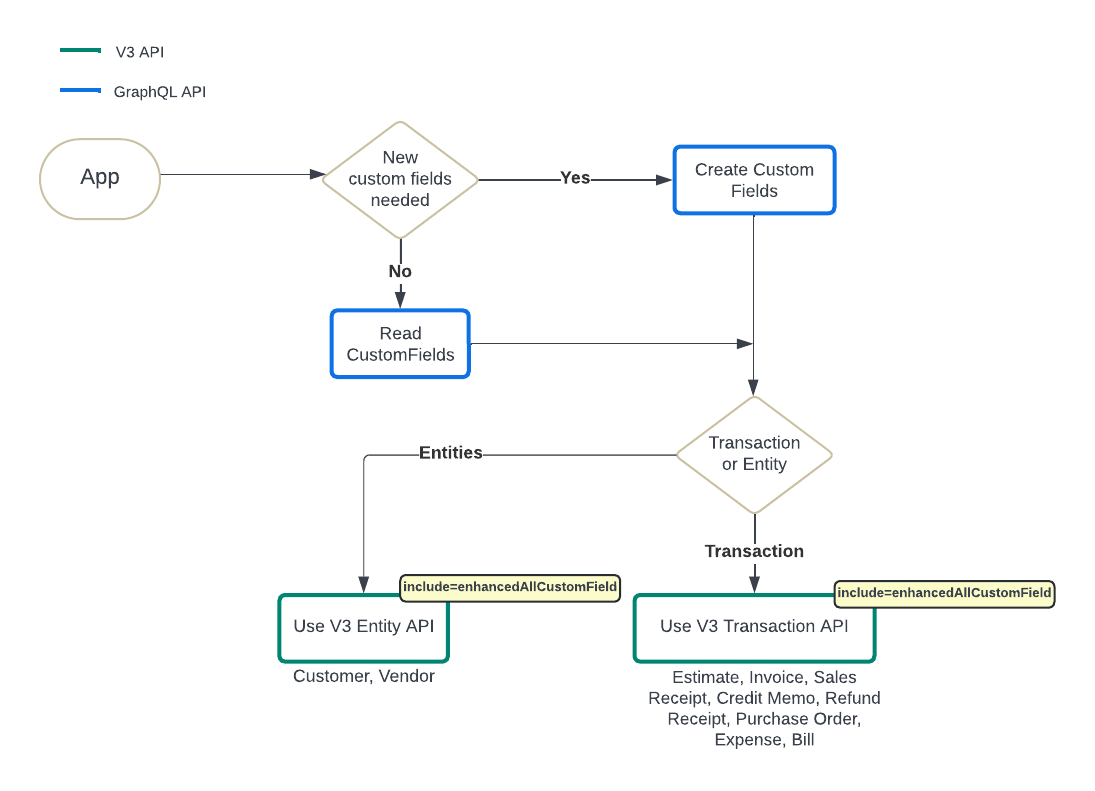 V3 API
GraphQL API
App
New
custom fields
needed
Yes
Create Custom
Fields
No
Read
CustomFields
Transaction
or Entity
Entities
Transaction
include=enhancedAllCustomField
Use V3 Entity API
Customer, Vendor
include=enhancedAllCustomField
Use V3 Transaction API
Estimate, Invoice, Sales
Receipt, Credit Memo, Refund
Receipt, Purchase Order,
Expense, Bill